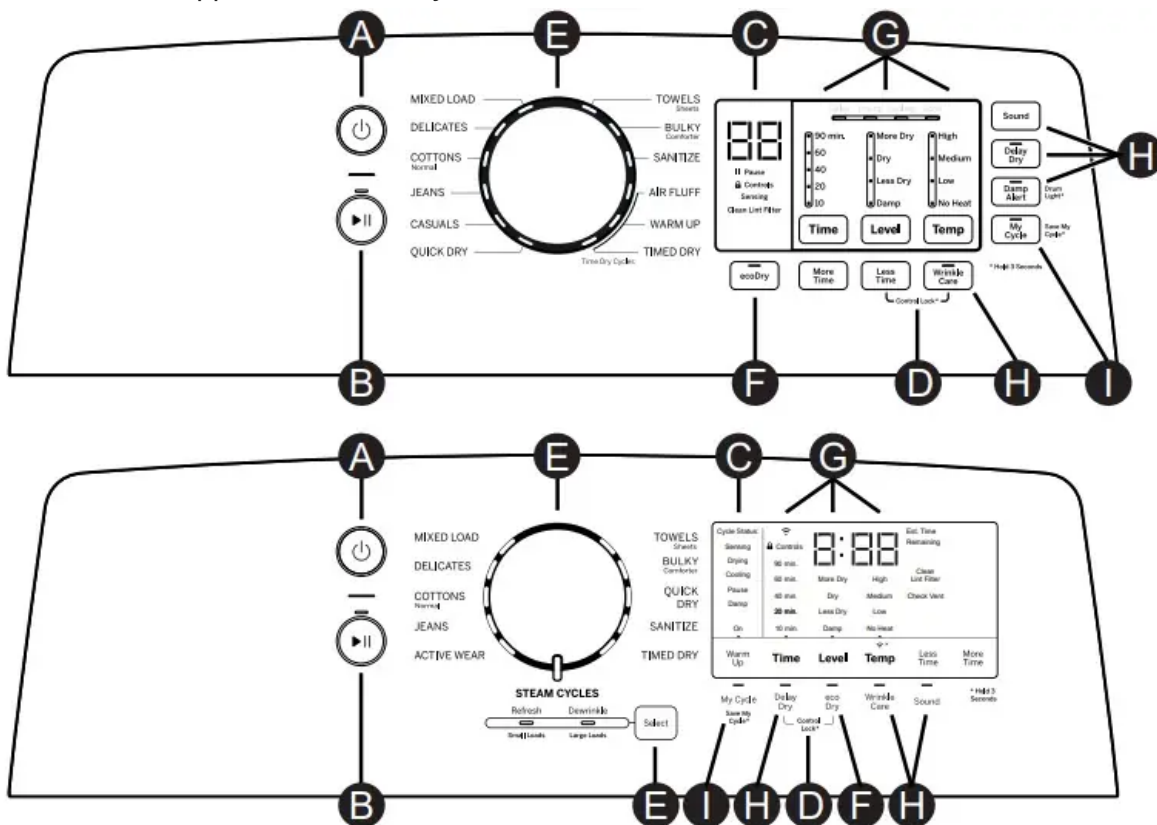 A
E
C
G
MIXED LOAD
DELICATES
COTTONS
Normal
JEANS
CASUALS
QUICK DRY
TOWELS
Sheets
BULKY
Comforter
SANITIZE
AIR FLUFF
WARM UP
TIMED DRY
Time Dry Cycles
88
Pause
Controls
Sensing
Clean Lint Filter
90 min.
60
40
20
10
Time
More Dry
Dry
Less Dry
Damp
Level
High
Medium
Low
No Heat
Temp
Sound
Delay
Dry
Damp
Alert
Drum
Light*
My
Cycle
Save My
Cycle*
* Hold 3 Seconds
H
ecoDry
More
Time
Less
Time
Wrinkle
Care
Control Lock*
B
F
D
H
I
A
E
C
G
MIXED LOAD
DELICATES
COTTONS
Normal
JEANS
ACTIVE WEAR
TOWELS
Sheets
BULKY
Comforter
QUICK
DRY
SANITIZE
TIMED DRY
STEAM CYCLES
Refresh
Dewrinkle
Small Loads
Large Loads
Select
Cycle Status:
Sensing
Drying
Cooling
Pause
Damp
On
Warm
Up
Controls
90 min.
60 min.
40 min.
20 min.
10 min.
Time
8:88
More Dry
Dry
Less Dry
Damp
Level
High
Medium
Low
No Heat
Temp
Est. Time
Remaining
Clean
Lint Filter
Check Vent
Less
Time
More
Time
My Cycle
Save My
Cycle*
Delay
Dry
eco
Dry
Control
Lock*
Wrinkle
Care
Sound
* Hold 3
Seconds
B
E
I
H
D
F
H